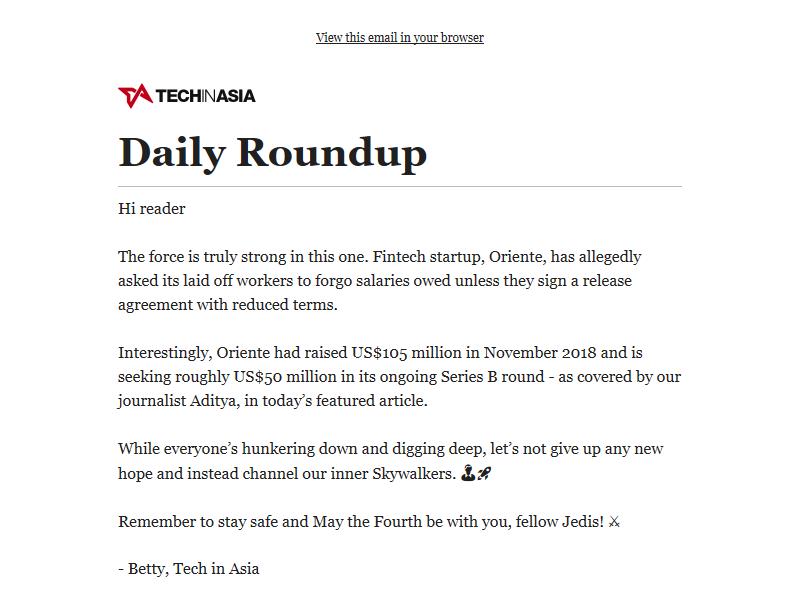 View this email in your browser
TECHINASIA
Daily Roundup
Hi reader
The force is truly strong in this one. Fintech startup, Oriente, has allegedly
asked its laid off workers to forgo salaries owed unless they sign a release
agreement with reduced terms.
Interestingly, Oriente had raised US$105 million in November 2018 and is
seeking roughly US$50 million in its ongoing Series B round - as covered by our
journalist Aditya, in today’s featured article.
While everyone’s hunkering down and digging deep, let’s not give up any new
hope and instead channel our inner Skywalkers. 🕹🚀
Remember to stay safe and May the Fourth be with you, fellow Jedis! ⚔
- Betty, Tech in Asia